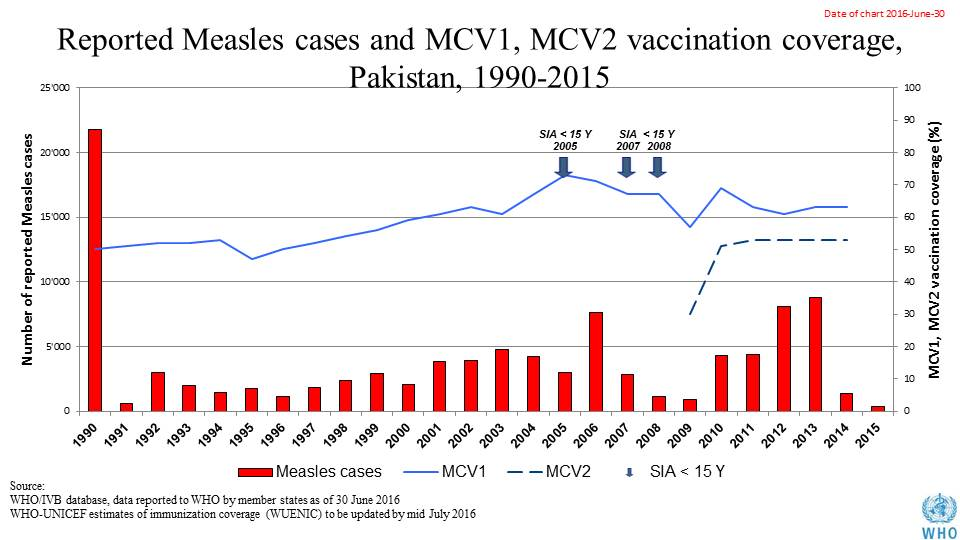 Date of chart 2016-June-30
Reported Measles cases and MCV1, MCV2 vaccination coverage,
Pakistan, 1990-2015
Number of reported Measles cases
25'000
20'000
15'000
10'000
5'000
0
SIA < 15 Y
2005
SIA < 15 Y
2007 2008
100
90
80
70
60
50
40
30
20
10
0
MCV1, MCV2 vaccination coverage (%)
1990 1991 1992 1993 1994 1995 1996 1997 1998 1999 2000 2001 2002 2003 2004 2005 2006 2007 2008 2009 2010 2011 2012 2013 2014 2015
Measles cases MCV1 MCV2 SIA < 15 Y
Source:
WHO/IVB database, data reported to WHO by member states as of 30 June 2016
WHO-UNICEF estimates of immunization coverage (WUENIC) to be updated by mid July 2016
WHO